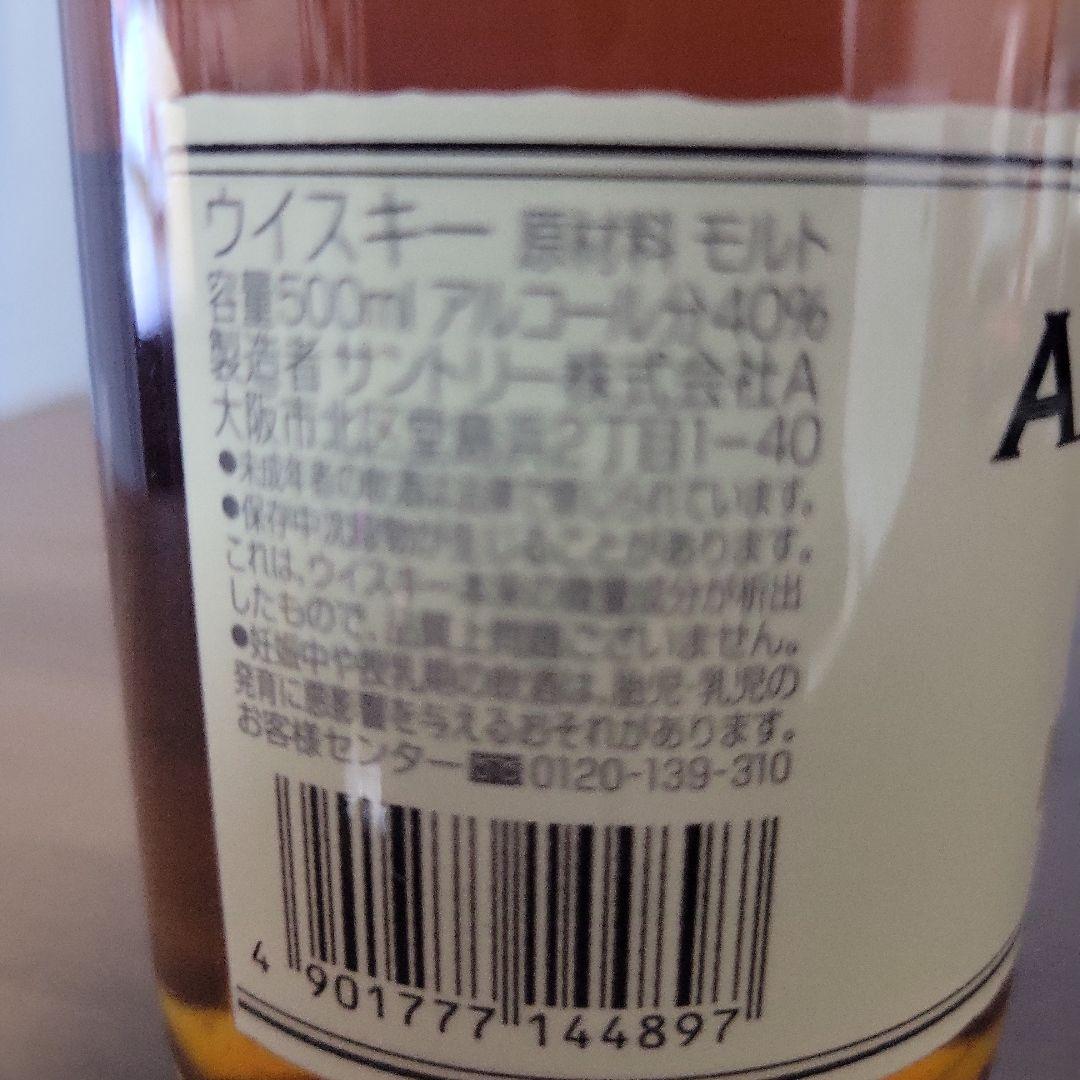 ウイスキー 原材料 モルト
容量500ml アルコール分40%
製造者 サントリー株式会社A
大阪市北区堂島浜2丁目1-40
●未成年者の飲酒は法律で禁じられています。
●保存中沈殿物が生じることがあります。
これは、ウイスキー本来の微量成分が析出
したもので、品質上問題ございません。
●妊娠中や授乳期の飲酒は、胎児・乳児の
発育に悪影響を与えるおそれがあります。
お客様センター 0120-139-310
4 901777 144897
A